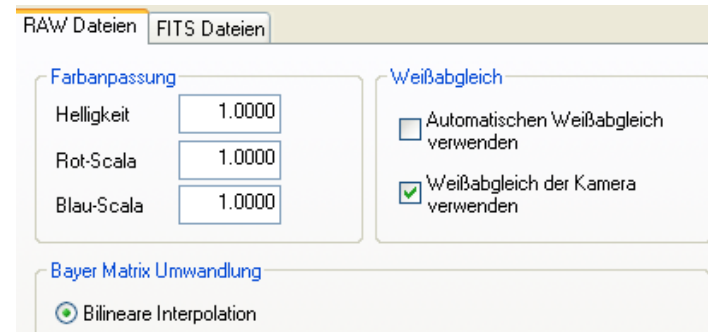 RAW Dateien
FITS Dateien
Farbanpassung
Helligkeit 1.0000
Rot-Scala 1.0000
Blau-Scala 1.0000
Weißabgleich
Automatischen Weißabgleich
verwenden
Weißabgleich der Kamera
verwenden
Bayer Matrix Umwandlung
Bilineare Interpolation